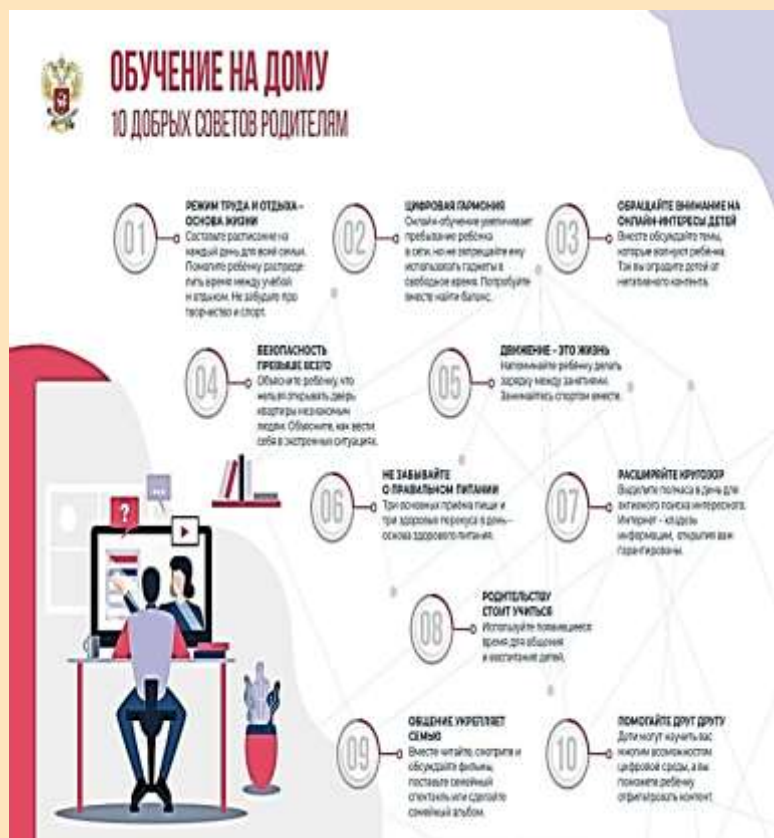 ОБУЧЕНИЕ НА ДОМУ
10 ДОБРЫХ СОВЕТОВ РОДИТЕЛЯМ
01
РЕЖИМ ТРУДА И ОТДЫХА –
ОСНОВА ЖИЗНИ
Составьте расписание на
каждый день для всей семьи.
Помогите ребёнку распреде-
лить время между учёбой
и отдыхом. Не забудьте про
творчество и спорт.
02
ЦИФРОВАЯ ГАРМОНИЯ
Онлайн-обучение увеличивает
пребывание ребёнка
в сети, но не запрещайте ему
использовать гаджеты в
свободное время. Попробуйте
вместе найти баланс.
03
ОБРАЩАЙТЕ ВНИМАНИЕ НА
ОНЛАЙН-ИНТЕРЕСЫ ДЕТЕЙ
Вместе обсуждайте темы,
которые волнуют ребёнка.
Так вы оградите детей от
негативного контента.
04
БЕЗОПАСНОСТЬ
ПРЕВЫШЕ ВСЕГО
Объясните ребёнку, что
нельзя открывать дверь
квартиры незнакомым
людям. Объясните, как вести
себя в экстренных ситуациях.
05
ДВИЖЕНИЕ – ЭТО ЖИЗНЬ
Напоминайте ребёнку делать
зарядку между занятиями.
Занимайтесь спортом вместе.
06
НЕ ЗАБЫВАЙТЕ
О ПРАВИЛЬНОМ ПИТАНИИ
Три основных приёма пищи и
три здоровых перекуса в день –
основа здорового питания.
07
РАСШИРЯЙТЕ КРУГОЗОР
Выделите полчаса в день для
активного поиска интересного.
Интернет – кладезь
информации, открытия вам
гарантированы.
08
РОДИТЕЛЬСТВУ
СТОИТ УЧИТЬСЯ
Используйте появившееся
время для общения
и воспитания детей.
09
ОБЩЕНИЕ УКРЕПЛЯЕТ
СЕМЬЮ
Вместе читайте, смотрите и
обсуждайте фильмы,
поставьте семейный
спектакль или сделайте
семейный альбом.
10
ПОМОГАЙТЕ ДРУГ ДРУГУ
Дети могут научить вас
многим возможностям
цифровой среды, а вы
поможете ребёнку
отфильтровать контент.
?